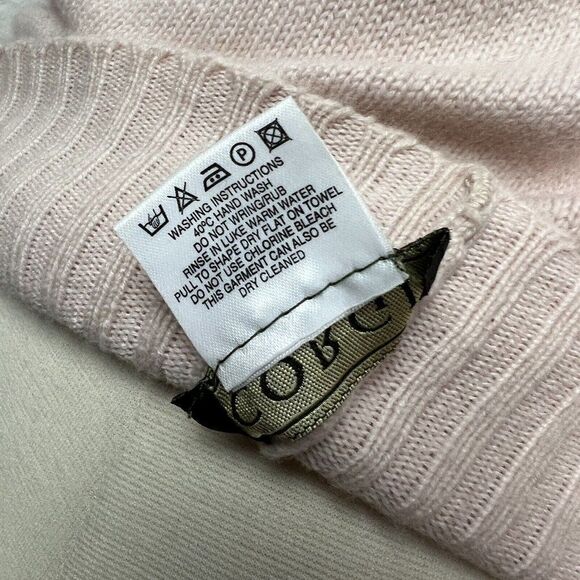 P
WASHING INSTRUCTIONS
40°C HAND WASH
DO NOT WRING/RUB
RINSE IN LUKE WARM WATER
PULL TO SHAPE DRY FLAT ON TOWEL
DO NOT USE CHLORINE BLEACH
THIS GARMENT CAN ALSO BE
DRY CLEANED
CORGI